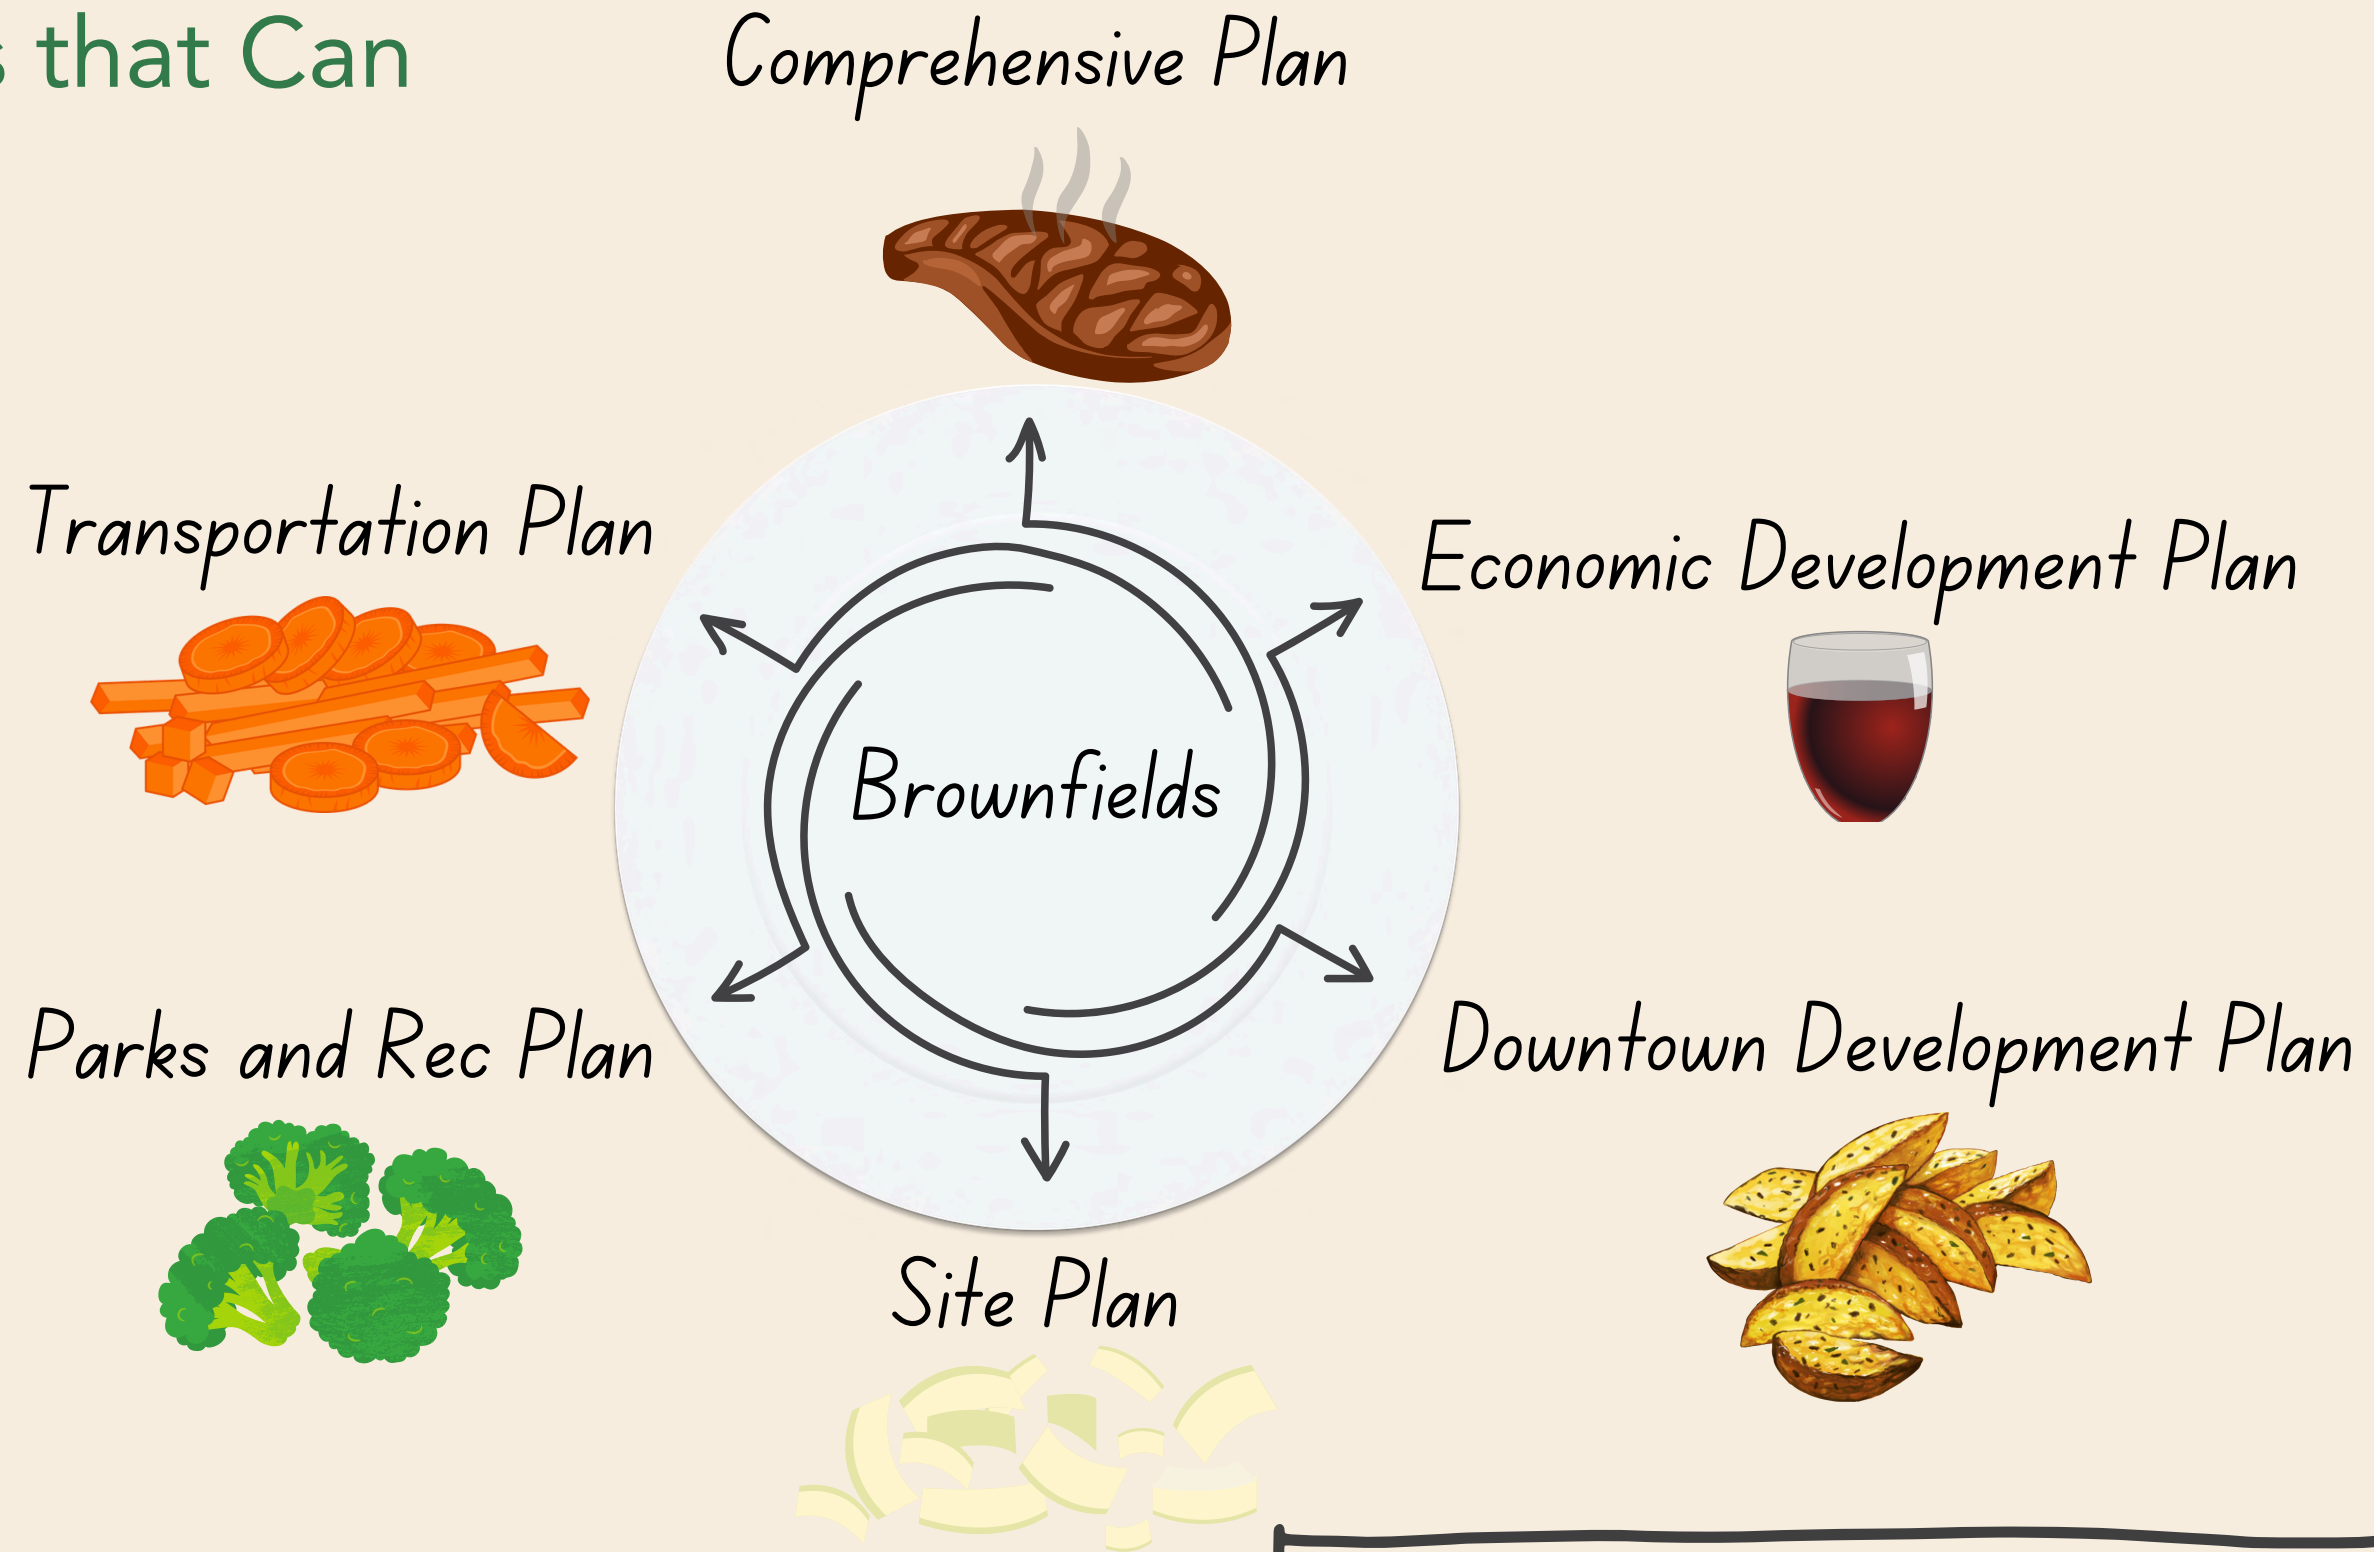 that Can
Comprehensive Plan
Transportation Plan
Economic Development Plan
Brownfields
Parks and Rec Plan
Downtown Development Plan
Site Plan